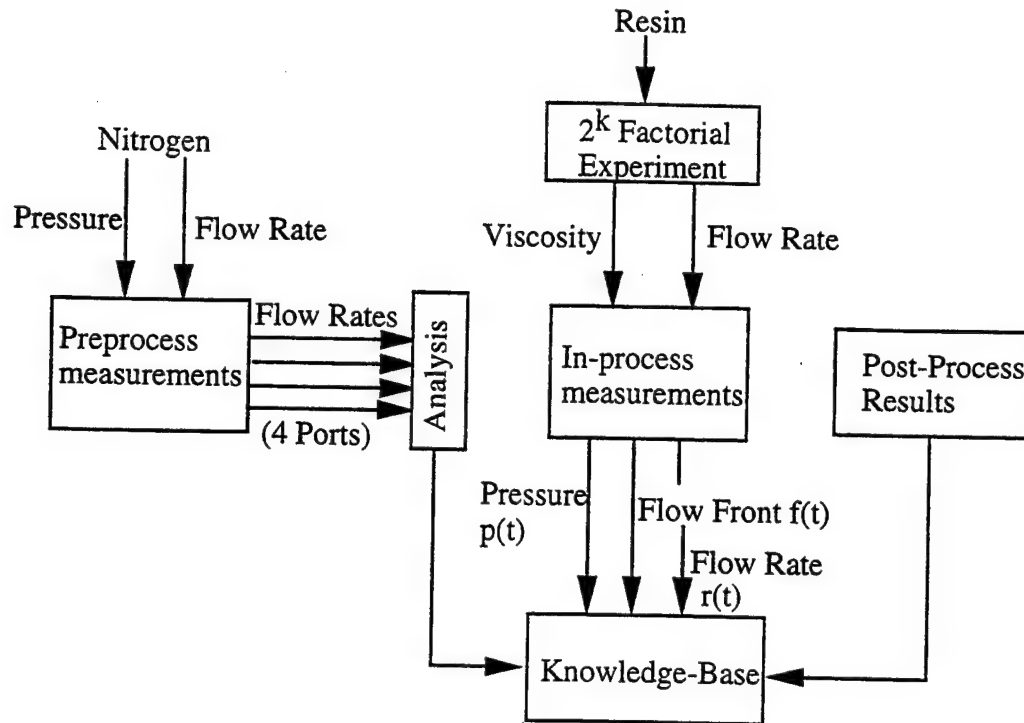 Resin
2k Factorial
Experiment
Nitrogen
Pressure
Flow Rate
Viscosity
Flow Rate
Preprocess
measurements
Flow Rates
(4 Ports)
Analysis
In-process
measurements
Post-Process
Results
Pressure
p(t)
Flow Front f(t)
Flow Rate
r(t)
Knowledge-Base